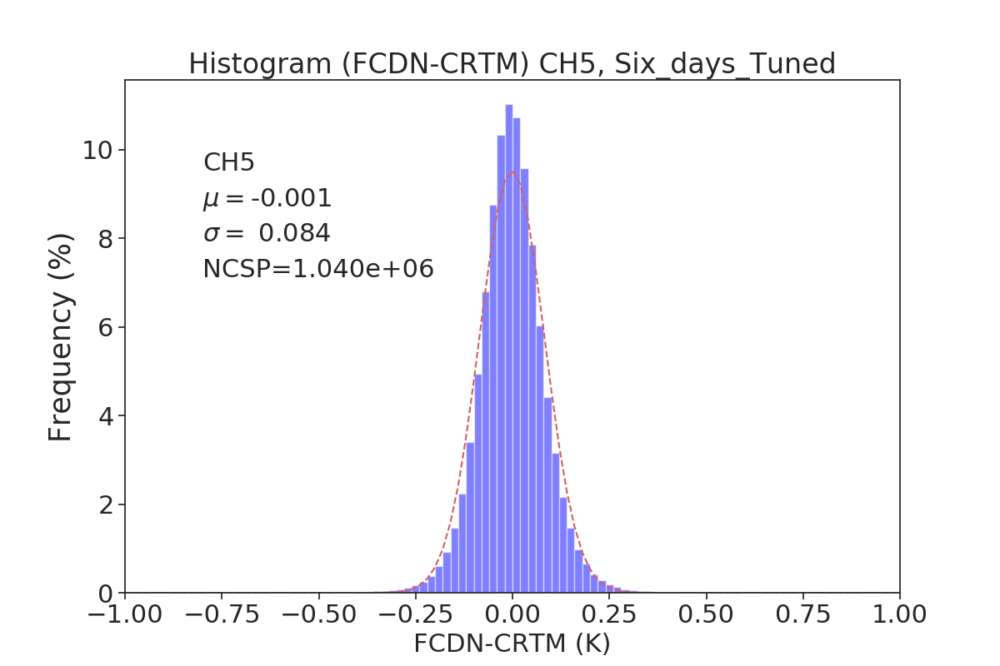 Histogram (FCDN-CRTM) CH5, Six_days_Tuned
CH5
μ = -0.001
σ = 0.084
NCSP=1.040e+06
Frequency (%)
10
8
6
4
2
0
−1.00 −0.75 −0.50 −0.25 0.00 0.25 0.50 0.75 1.00
FCDN-CRTM (K)